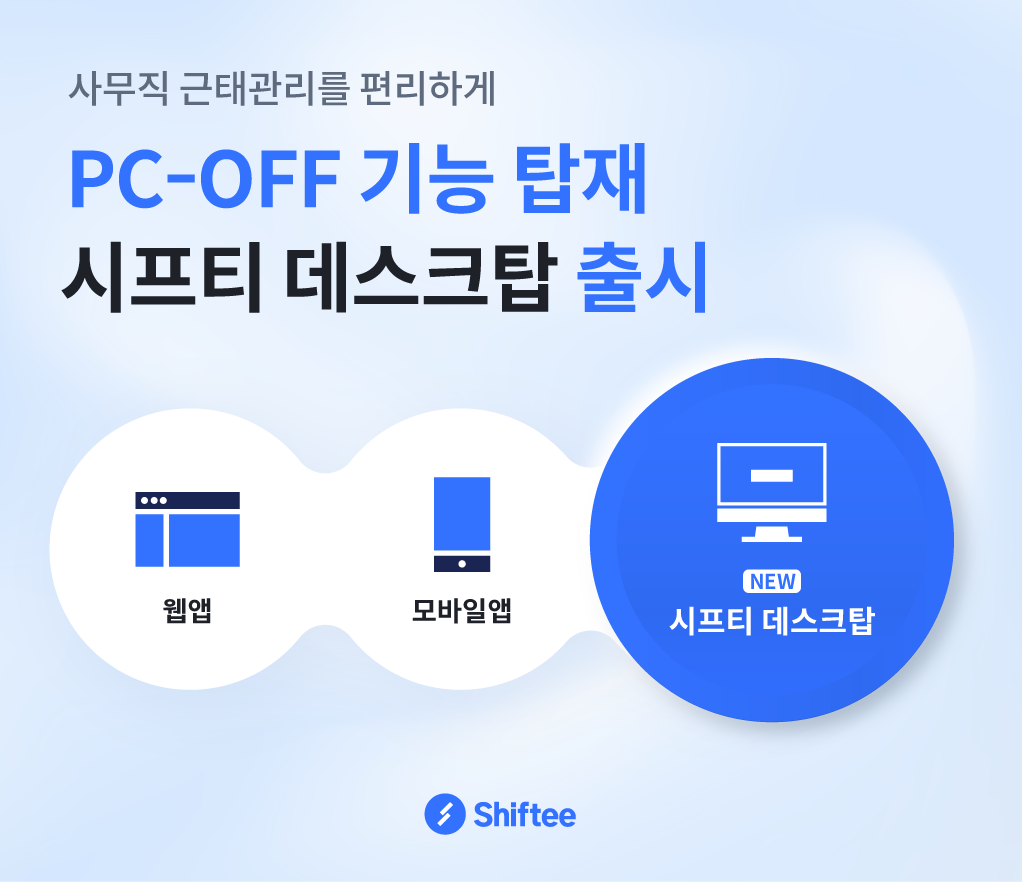 사무직 근태관리를 편리하게
PC-OFF 기능 탑재
시프티 데스크탑 출시
웹앱
모바일앱
NEW
시프티 데스크탑
Shiftee